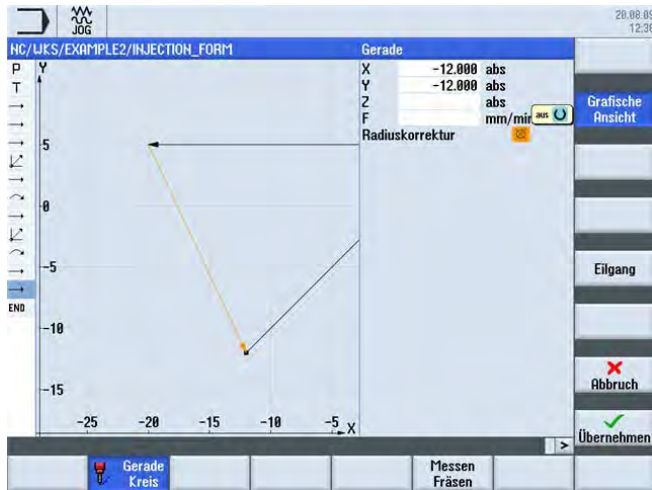 JOG
20.08.09
12:36
NC/WKS/EXAMPLE2/INJECTION_FORM
Gerade
P
T
END
Y
5
0
-5
-10
-15
-25
-20
-15
-10
-5
X
X -12.000 abs
Y -12.000 abs
Z abs
F mm/min aus
Radiuskorrektur
Grafische
Ansicht
Eilgang
Abbruch
Übernehmen
>
Gerade
Kreis
Messen
Fräsen